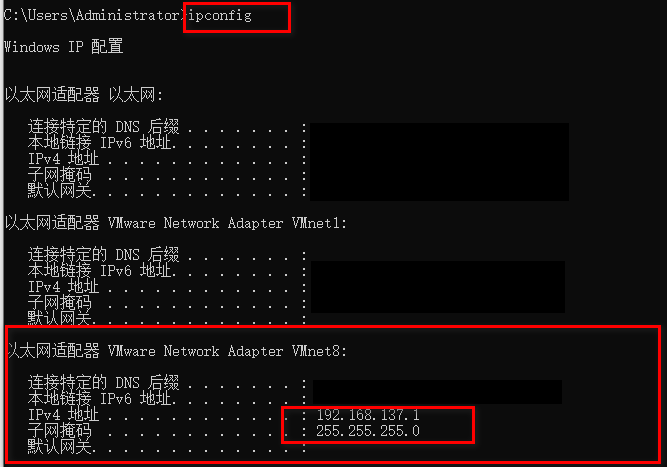 C:\Users\Administrator>ipconfig
Windows IP 配置
以太网适配器 以太网:
连接特定的 DNS 后缀 . . . . . . . :
本地链接 IPv6 地址. . . . . . . . :
IPv4 地址 . . . . . . . . . . . . :
子网掩码 . . . . . . . . . . . . :
默认网关. . . . . . . . . . . . . :
以太网适配器 VMware Network Adapter VMnet1:
连接特定的 DNS 后缀 . . . . . . . :
本地链接 IPv6 地址. . . . . . . . :
IPv4 地址 . . . . . . . . . . . . :
子网掩码 . . . . . . . . . . . . :
默认网关. . . . . . . . . . . . . :
以太网适配器 VMware Network Adapter VMnet8:
连接特定的 DNS 后缀 . . . . . . . :
本地链接 IPv6 地址. . . . . . . . :
IPv4 地址 . . . . . . . . . . . . : 192.168.137.1
子网掩码 . . . . . . . . . . . . : 255.255.255.0
默认网关. . . . . . . . . . . . . :